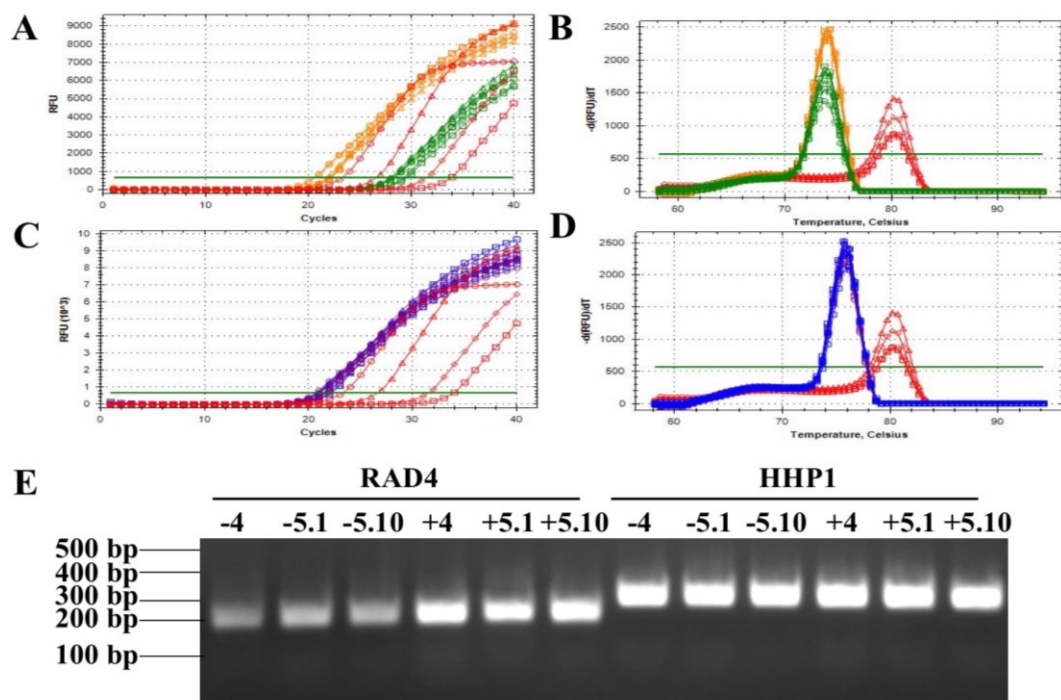 A
9000
8000
7000
6000
5000
4000
3000
2000
1000
0
RFU
0 10 20 30 40
Cycles
B
2500
2000
1500
1000
500
0
-d(RFU)/dT
60 70 80 90
Temperature, Celsius
C
10
9
8
7
6
5
4
3
2
1
0
RFU (10^3)
0 10 20 30 40
Cycles
D
2500
2000
1500
1000
500
0
-d(RFU)/dT
60 70 80 90
Temperature, Celsius
E
RAD4 HHP1
-4 -5.1 -5.10 +4 +5.1 +5.10 -4 -5.1 -5.10 +4 +5.1 +5.10
500 bp
400 bp
300 bp
200 bp
100 bp